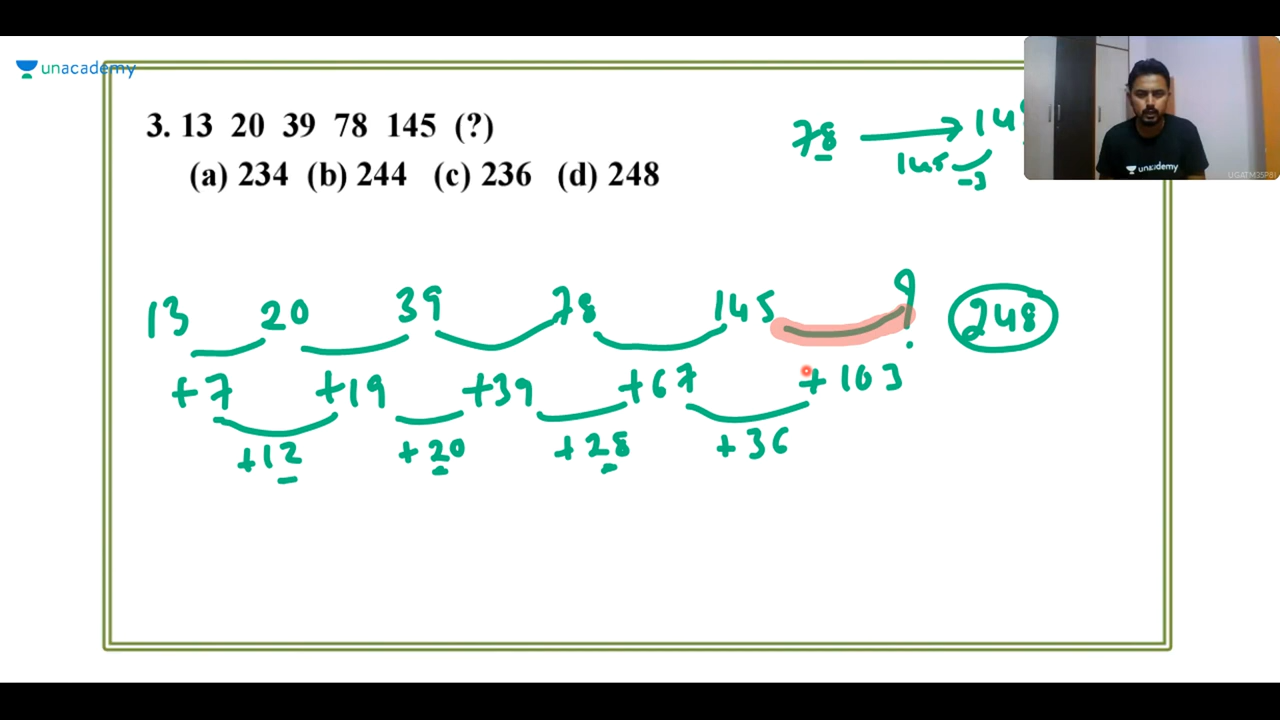 unacademy
3. 13 20 39 78 145 (?)
(a) 234 (b) 244 (c) 236 (d) 248
78 → 14
145
-3
unacademy
13 20 39 78 145 ? 248
+7 +19 +39 +67 +103
+12 +20 +28 +36